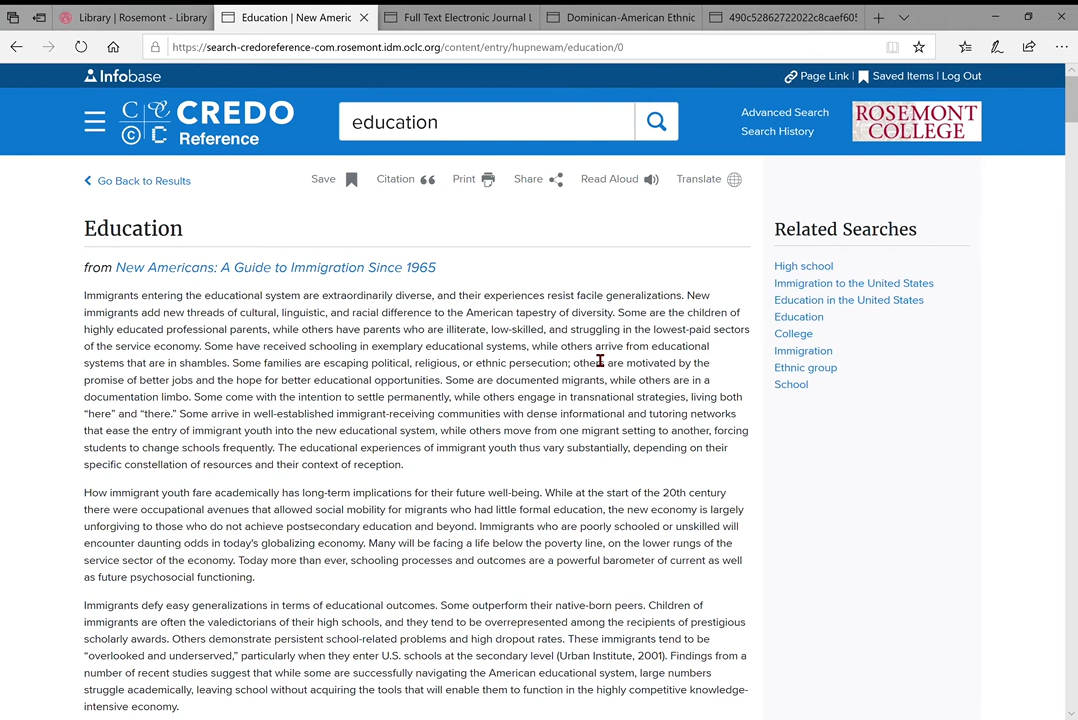 Library | Rosemont - Library
Education | New Americ
Full Text Electronic Journal L
Dominican-American Ethnic
490c52862722022c8caef605
https://search-credoreference-com.rosemont.idm.oclc.org/content/entry/hupnewam/education/0
Infobase
Page Link | Saved Items | Log Out
CREDO
Reference
education
Advanced Search
Search History
ROSEMONT
COLLEGE
Go Back to Results
Save
Citation
Print
Share
Read Aloud
Translate
Education
from New Americans: A Guide to Immigration Since 1965
Immigrants entering the educational system are extraordinarily diverse, and their experiences resist facile generalizations. New
immigrants add new threads of cultural, linguistic, and racial difference to the American tapestry of diversity. Some are the children of
highly educated professional parents, while others have parents who are illiterate, low-skilled, and struggling in the lowest-paid sectors
of the service economy. Some have received schooling in exemplary educational systems, while others arrive from educational
systems that are in shambles. Some families are escaping political, religious, or ethnic persecution; others are motivated by the
promise of better jobs and the hope for better educational opportunities. Some are documented migrants, while others are in a
documentation limbo. Some come with the intention to settle permanently, while others engage in transnational strategies, living both
“here” and “there.” Some arrive in well-established immigrant-receiving communities with dense informational and tutoring networks
that ease the entry of immigrant youth into the new educational system, while others move from one migrant setting to another, forcing
students to change schools frequently. The educational experiences of immigrant youth thus vary substantially, depending on their
specific constellation of resources and their context of reception.
How immigrant youth fare academically has long-term implications for their future well-being. While at the start of the 20th century
there were occupational avenues that allowed social mobility for migrants who had little formal education, the new economy is largely
unforgiving to those who do not achieve postsecondary education and beyond. Immigrants who are poorly schooled or unskilled will
encounter daunting odds in today's globalizing economy. Many will be facing a life below the poverty line, on the lower rungs of the
service sector of the economy. Today more than ever, schooling processes and outcomes are a powerful barometer of current as well
as future psychosocial functioning.
Immigrants defy easy generalizations in terms of educational outcomes. Some outperform their native-born peers. Children of
immigrants are often the valedictorians of their high schools, and they tend to be overrepresented among the recipients of prestigious
scholarly awards. Others demonstrate persistent school-related problems and high dropout rates. These immigrants tend to be
“overlooked and underserved,” particularly when they enter U.S. schools at the secondary level (Urban Institute, 2001). Findings from a
number of recent studies suggest that while some are successfully navigating the American educational system, large numbers
struggle academically, leaving school without acquiring the tools that will enable them to function in the highly competitive knowledge-
intensive economy.
Related Searches
High school
Immigration to the United States
Education in the United States
Education
College
Immigration
Ethnic group
School